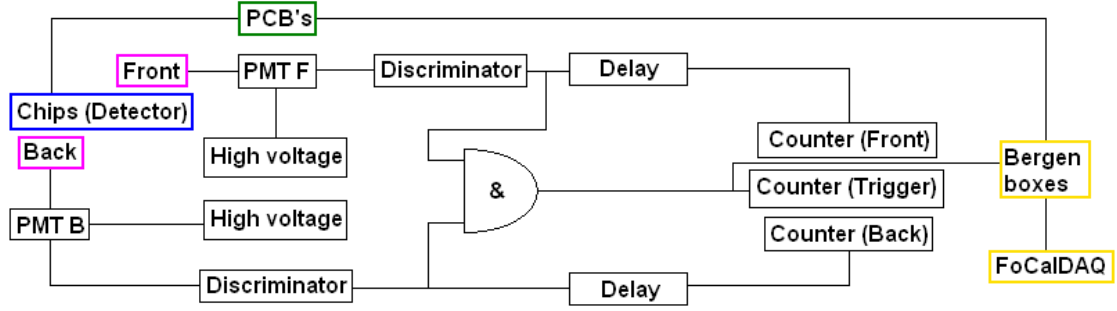 PCB's
Front
PMT F
Discriminator
Delay
Chips (Detector)
Counter (Front)
Back
High voltage
Bergen
boxes
&
Counter (Trigger)
PMT B
High voltage
Counter (Back)
FoCalDAQ
Discriminator
Delay